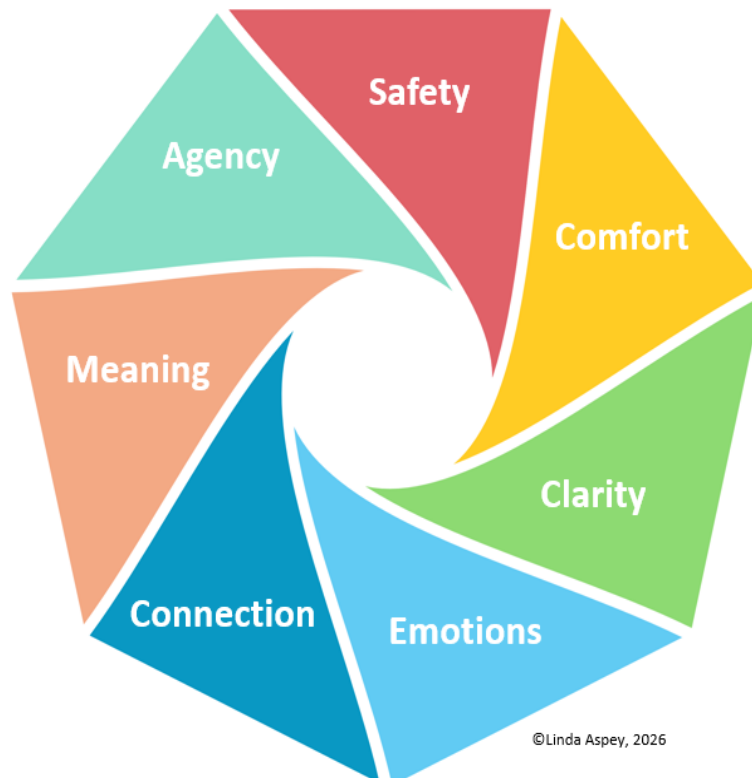 Safety
Comfort
Clarity
Emotions
Connection
Meaning
Agency
©Linda Aspey, 2026